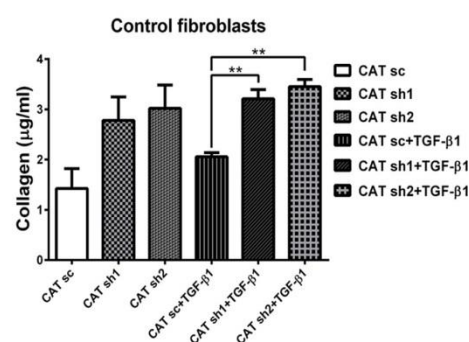 Control fibroblasts
Collagen (μg/ml)
4
3
2
1
0
**
**
CAT sc
CAT sh1
CAT sh2
CAT sc+TGF-β1
CAT sh1+TGF-β1
CAT sh2+TGF-β1
CAT sc
CAT sh1
CAT sh2
CAT sc+TGF-β1
CAT sh1+TGF-β1
CAT sh2+TGF-β1